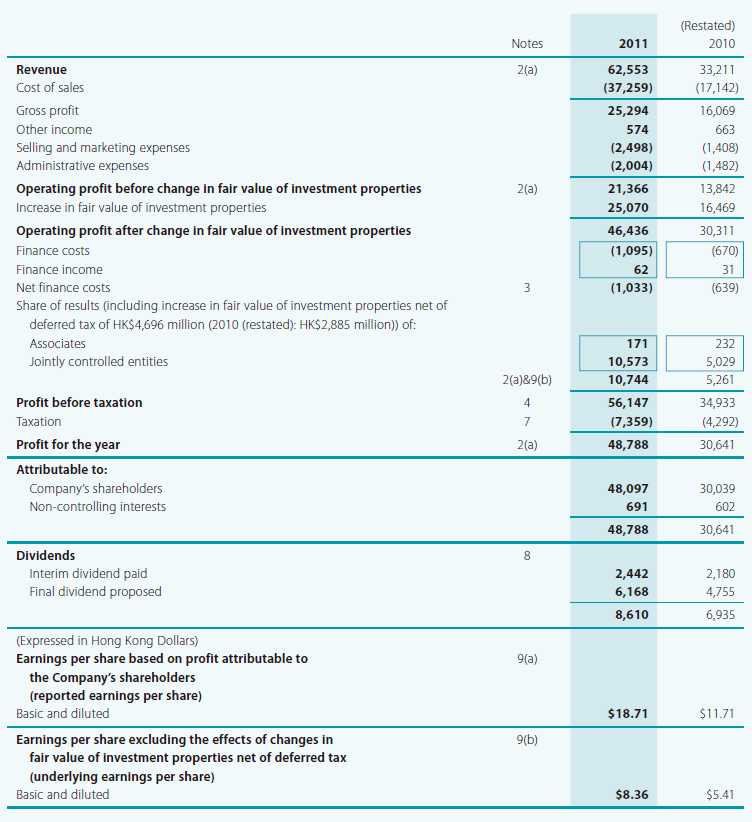 (Restated)
Notes 2011 2010
Revenue 2(a) 62,553 33,211
Cost of sales (37,259) (17,142)
Gross profit 25,294 16,069
Other income 574 663
Selling and marketing expenses (2,498) (1,408)
Administrative expenses (2,004) (1,482)
Operating profit before change in fair value of investment properties 2(a) 21,366 13,842
Increase in fair value of investment properties 25,070 16,469
Operating profit after change in fair value of investment properties 46,436 30,311
Finance costs (1,095) (670)
Finance income 62 31
Net finance costs 3 (1,033) (639)
Share of results (including increase in fair value of investment properties net of
deferred tax of HK$4,696 million (2010 (restated): HK$2,885 million)) of:
Associates 171 232
Jointly controlled entities 10,573 5,029
2(a)&9(b) 10,744 5,261
Profit before taxation 4 56,147 34,933
Taxation 7 (7,359) (4,292)
Profit for the year 2(a) 48,788 30,641
Attributable to:
Company's shareholders 48,097 30,039
Non-controlling interests 691 602
48,788 30,641
Dividends 8
Interim dividend paid 2,442 2,180
Final dividend proposed 6,168 4,755
8,610 6,935
(Expressed in Hong Kong Dollars)
Earnings per share based on profit attributable to 9(a)
the Company's shareholders
(reported earnings per share)
Basic and diluted $18.71 $11.71
Earnings per share excluding the effects of changes in 9(b)
fair value of investment properties net of deferred tax
(underlying earnings per share)
Basic and diluted $8.36 $5.41